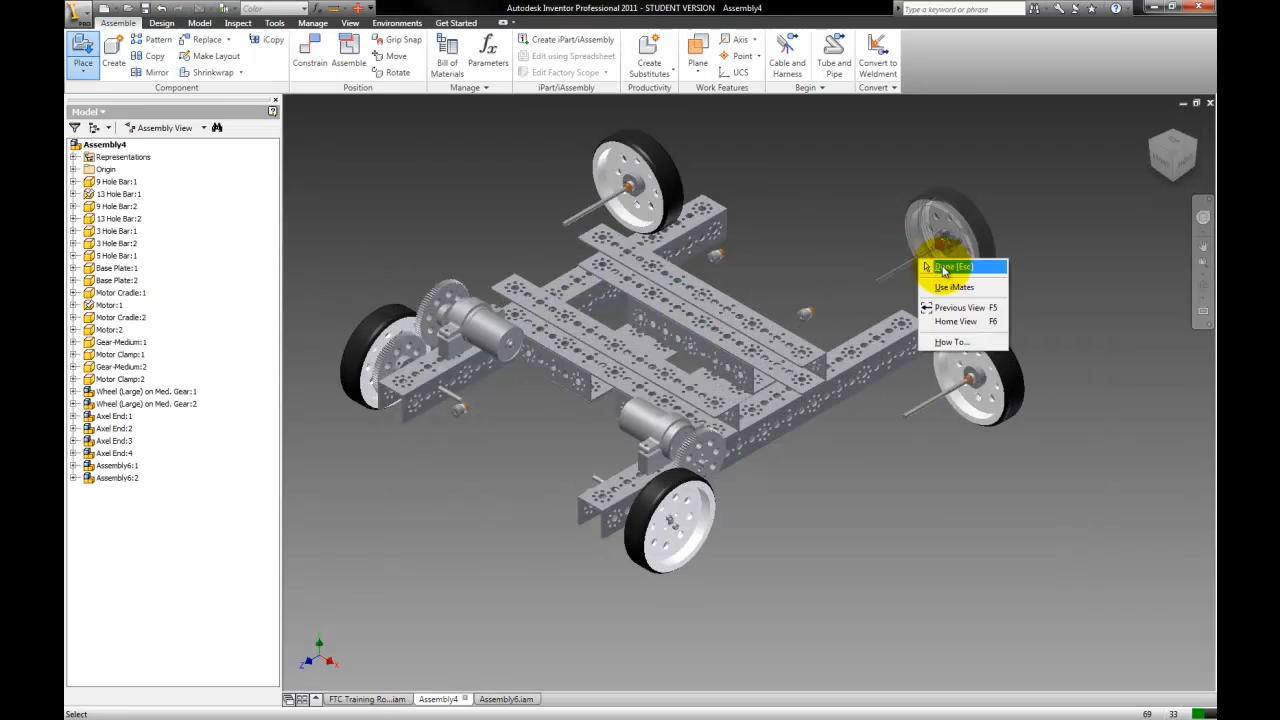 Autodesk Inventor Professional 2011 - STUDENT VERSION Assembly4
Color
Type a keyword or phrase
PRO
Assemble Design Model Inspect Tools Manage View Environments Get Started
Place
Create
Pattern
Copy
Mirror
Replace
Make Layout
Shrinkwrap
iCopy
Component
Constrain
Assemble
Grip Snap
Move
Rotate
Position
Bill of
Materials
Parameters
Manage
Create iPart/iAssembly
Edit using Spreadsheet
Edit Factory Scope
iPart/iAssembly
Create
Substitutes
Productivity
Plane
Axis
Point
UCS
Work Features
Cable and
Harness
Tube and
Pipe
Begin
Convert to
Weldment
Convert
Model
Assembly View
Assembly4
Representations
Origin
9 Hole Bar:1
13 Hole Bar:1
9 Hole Bar:2
13 Hole Bar:2
3 Hole Bar:1
3 Hole Bar:2
5 Hole Bar:1
Base Plate:1
Base Plate:2
Motor Cradle:1
Motor:1
Motor Cradle:2
Motor:2
Gear-Medium:1
Motor Clamp:1
Gear-Medium:2
Motor Clamp:2
Wheel (Large) on Med. Gear:1
Wheel (Large) on Med. Gear:2
Axel End:1
Axel End:2
Axel End:3
Axel End:4
Assembly6:1
Assembly6:2
Done [Esc]
Use iMates
Previous View F5
Home View F6
How To...
Z
X
FTC Training Ro...iam Assembly4 Assembly6.iam
Select
69 33